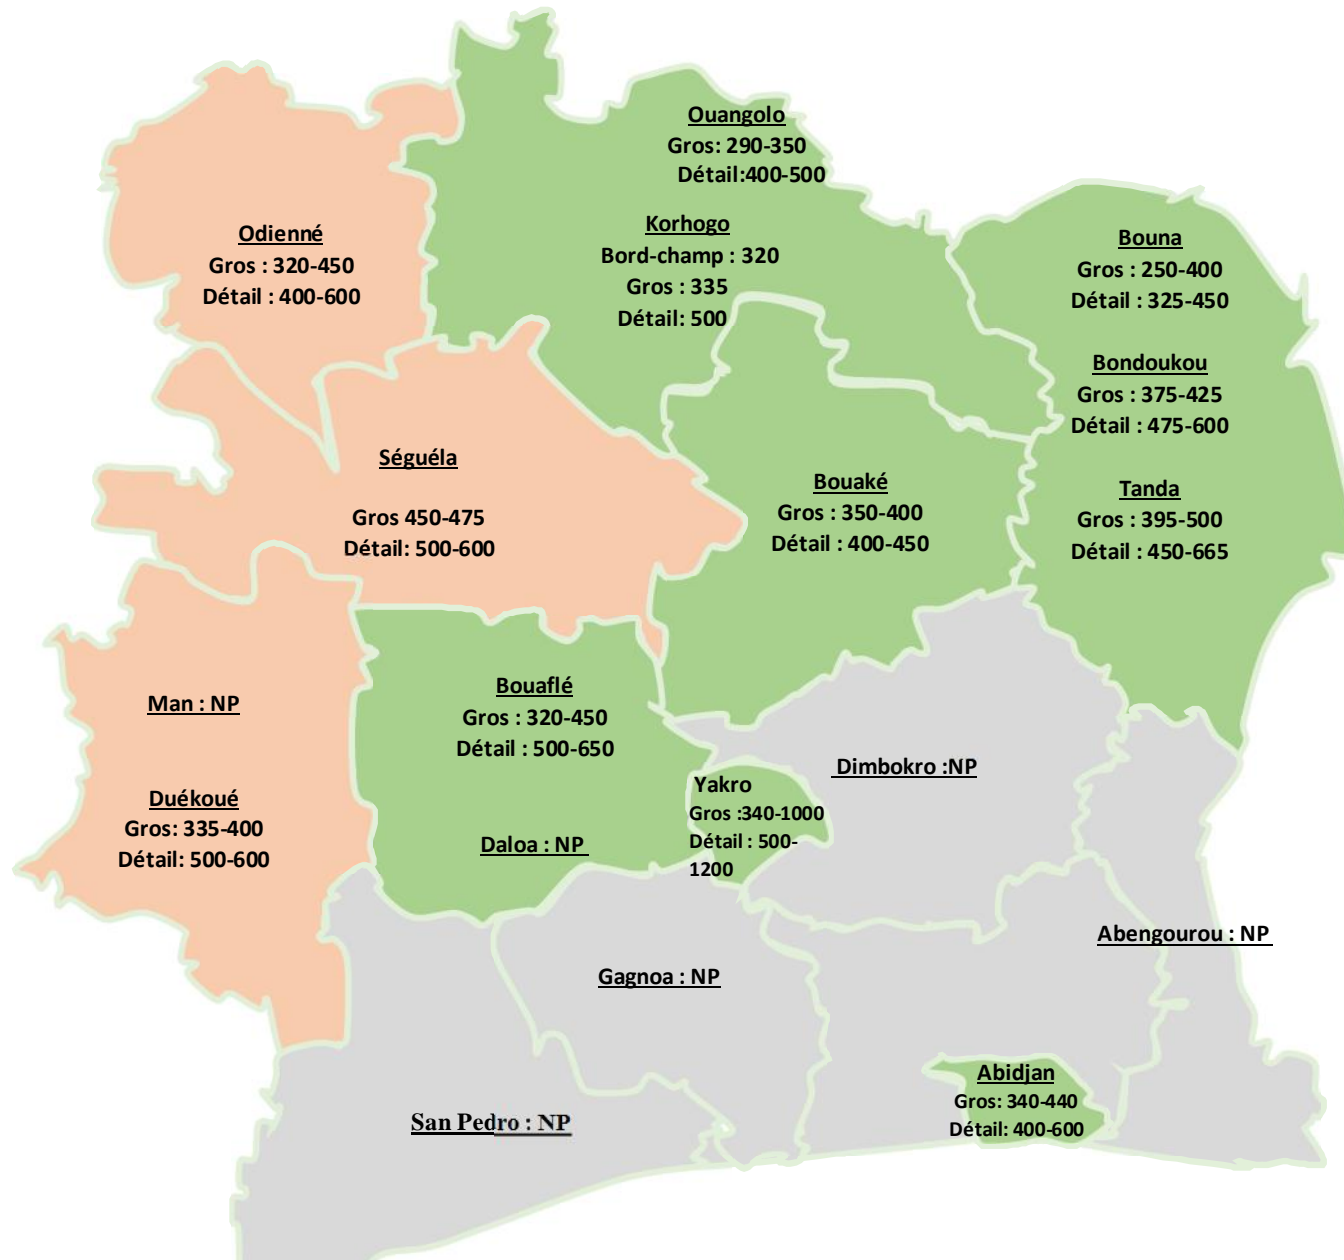 Ouangolo
Gros: 290-350
Détail:400-500
Korhogo
Bord-champ : 320
Gros : 335
Détail: 500
Odienné
Gros : 320-450
Détail : 400-600
Bouna
Gros : 250-400
Détail : 325-450
Bondoukou
Gros : 375-425
Détail : 475-600
Tanda
Gros : 395-500
Détail : 450-665
Séguéla
Gros 450-475
Détail: 500-600
Bouaké
Gros : 350-400
Détail : 400-450
Man : NP
Duékoué
Gros: 335-400
Détail: 500-600
Bouaflé
Gros : 320-450
Détail : 500-650
Daloa : NP
Yakro
Gros :340-1000
Détail : 500-
1200
Dimbokro :NP
Abengourou : NP
Gagnoa : NP
San Pedro : NP
Abidjan
Gros: 340-440
Détail: 400-600